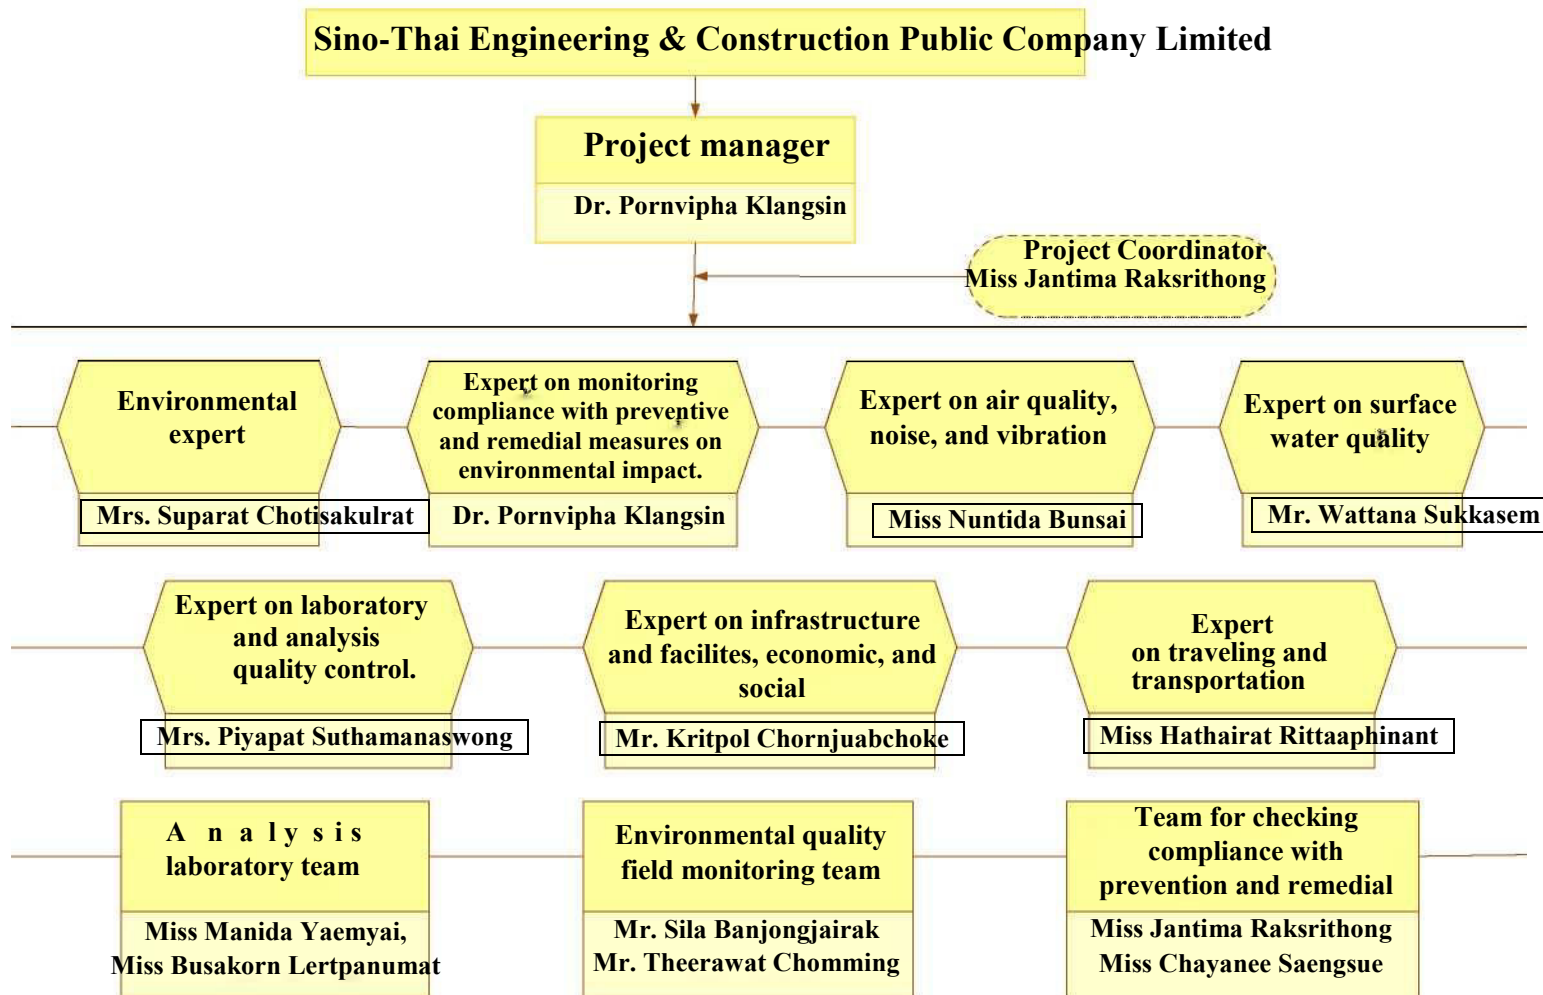 Sino-Thai Engineering & Construction Public Company Limited
Project manager
Dr. Pornvipha Klangsin
Project Coordinator
Miss Jantima Raksrithong
Environmental
expert
Mrs. Suparat Chotisakulrat
Expert on monitoring
compliance with preventive
and remedial measures on
environmental impact.
Dr. Pornvipha Klangsin
Expert on air quality,
noise, and vibration
Miss Nuntida Bunsai
Expert on surface
water quality
Mr. Wattana Sukkasem
Expert on laboratory
and analysis
quality control.
Mrs. Piyapat Suthamanaswong
Expert on infrastructure
and facilites, economic, and
social
Mr. Kritpol Chornjuabchoke
Expert
on traveling and
transportation
Miss Hathairat Rittaaphinant
A n a l y s i s
laboratory team
Miss Manida Yaemyai,
Miss Busakorn Lertpanumat
Environmental quality
field monitoring team
Mr. Sila Banjongjairak
Mr. Theerawat Chomming
Team for checking
compliance with
prevention and remedial
Miss Jantima Raksrithong
Miss Chayanee Saengsue